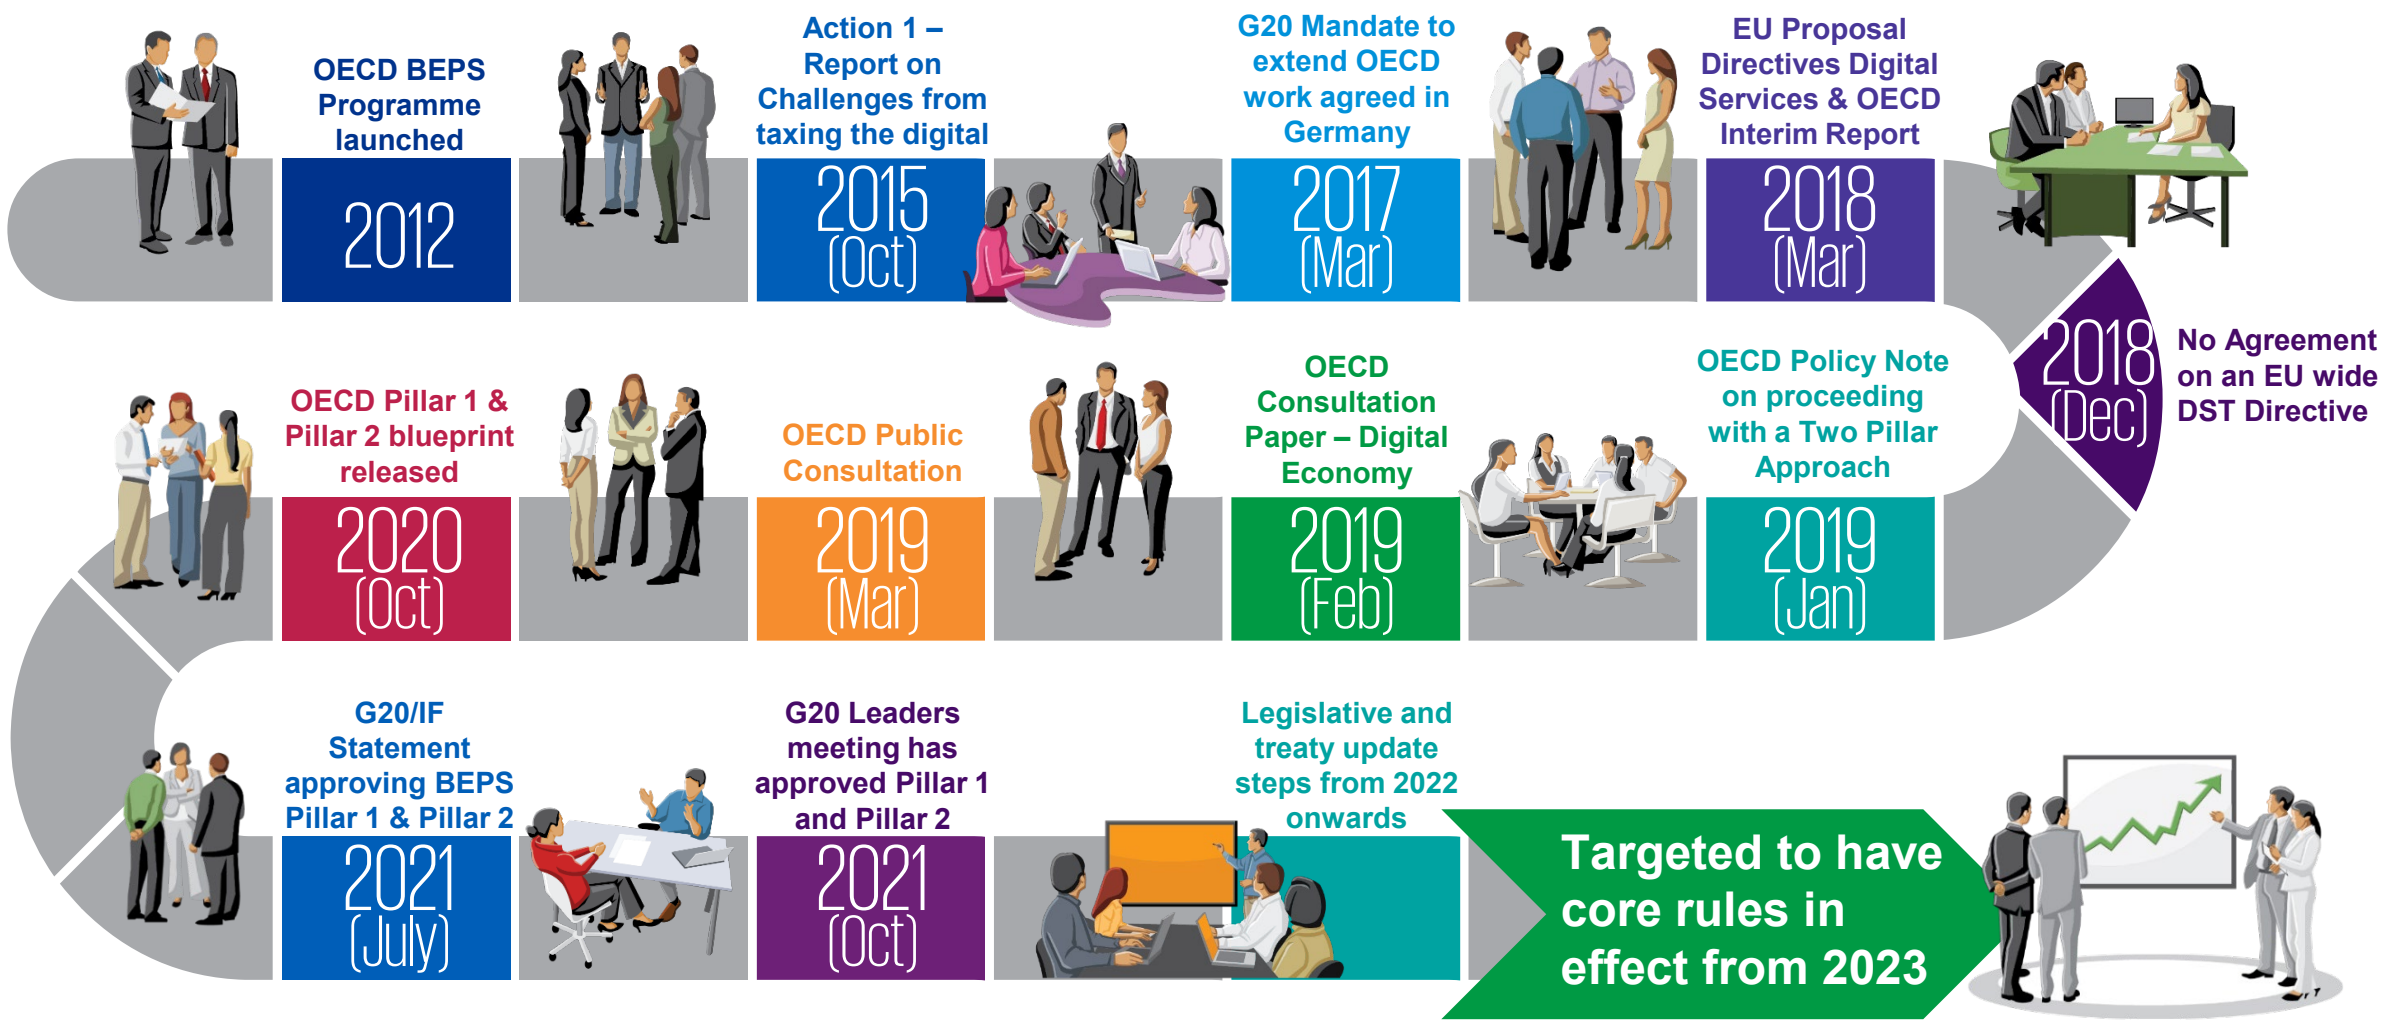 OECD BEPS
Programme
launched
2012
Action 1 –
Report on
Challenges from
taxing the digital
2015
(Oct)
G20 Mandate to
extend OECD
work agreed in
Germany
2017
(Mar)
EU Proposal
Directives Digital
Services & OECD
Interim Report
2018
(Mar)
2018
(Dec)
No Agreement
on an EU wide
DST Directive
OECD Policy Note
on proceeding
with a Two Pillar
Approach
2019
(Jan)
OECD
Consultation
Paper – Digital
Economy
2019
(Feb)
OECD Public
Consultation
2019
(Mar)
OECD Pillar 1 &
Pillar 2 blueprint
released
2020
(Oct)
G20/IF
Statement
approving BEPS
Pillar 1 & Pillar 2
2021
(July)
G20 Leaders
meeting has
approved Pillar 1
and Pillar 2
2021
(Oct)
Legislative and
treaty update
steps from 2022
onwards
Targeted to have
core rules in
effect from 2023